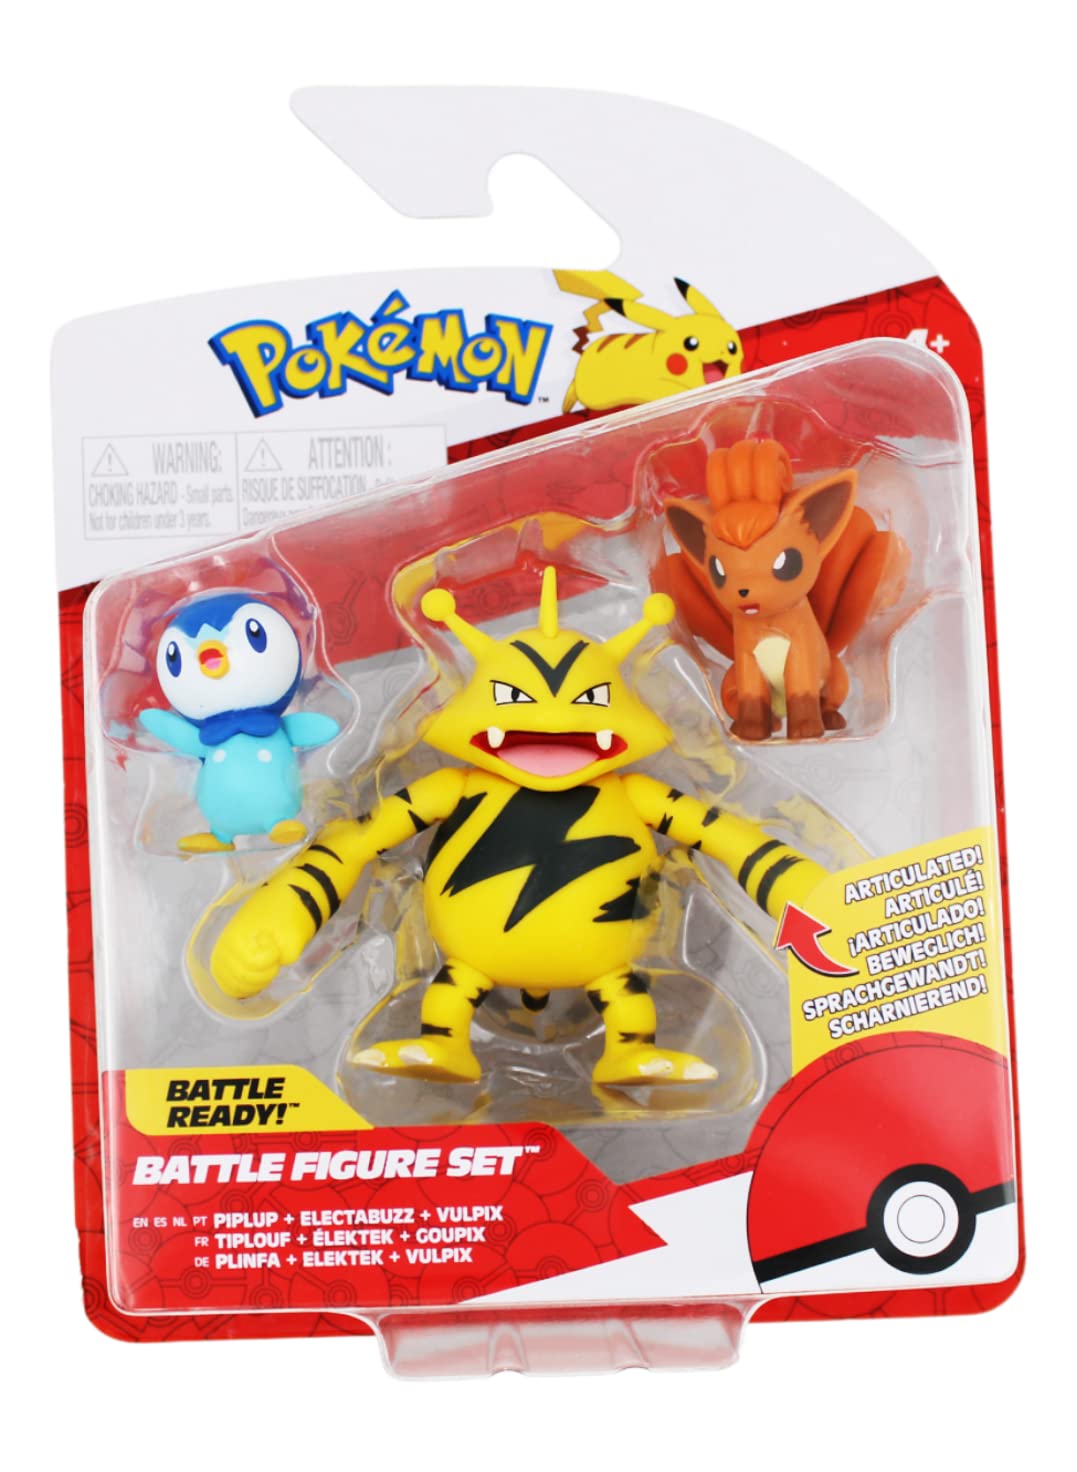 POKéMON™
4+
WARNING:
CHOKING HAZARD - Small parts.
Not for children under 3 years.
ATTENTION :
RISQUE DE SUFFOCATION
ARTICULATED!
ARTICULÉ!
¡ARTICULADO!
BEWEGLICH!
SPRACHGEWANDT!
SCHARNIEREND!
BATTLE
READY!™
BATTLE FIGURE SET™
EN ES NL PT PIPLUP + ELECTABUZZ + VULPIX
FR TIPLOUF + ÉLEKTEK + GOUPIX
DE PLINFA + ELEKTEK + VULPIX